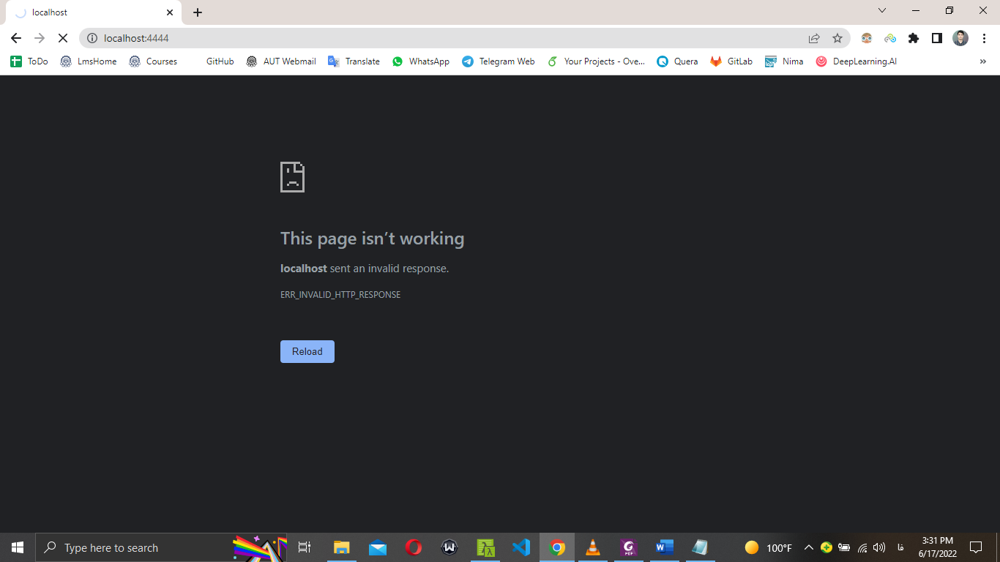 localhost
localhost:4444
ToDo LmsHome Courses GitHub AUT Webmail Translate WhatsApp Telegram Web Your Projects - Ove... Quera GitLab Nima DeepLearning.AI »
This page isn’t working
localhost sent an invalid response.
ERR_INVALID_HTTP_RESPONSE
Reload
Type here to search
100°F
فا
3:31 PM
6/17/2022